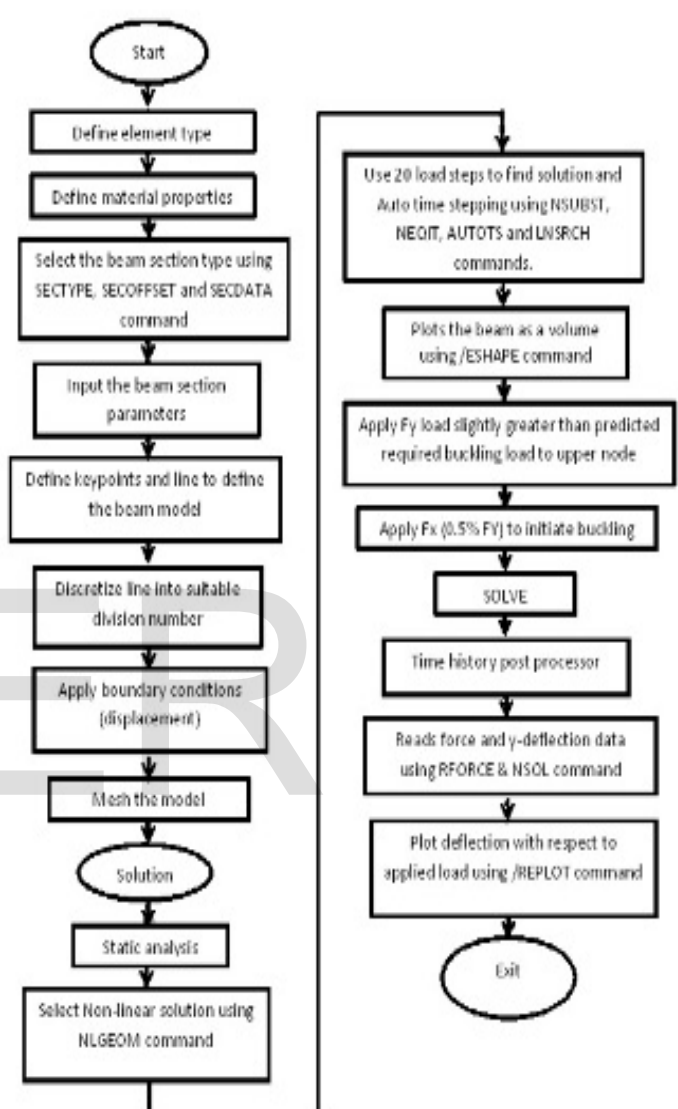 Start
Define element type
Define material properties
Select the beam section type using
SECTYPE, SECOFFSET and SECDATA
command
Input the beam section
parameters
Define keypoints and line to define
the beam model
Discretize line into suitable
division number
Apply boundary conditions
(displacement)
Mesh the model
Solution
Static analysis
Select Non-linear solution using
NLGEOM command
Use 20 load steps to find solution and
Auto time stepping using NSUBST,
NEQIT, AUTOTS and LNSRCH
commands.
Plots the beam as a volume
using /ESHAPE command
Apply Fy load slightly greater than predicted
required buckling load to upper node
Apply Fx (0.5% FY) to initiate buckling
SOLVE
Time history post processor
Reads force and y-deflection data
using RFORCE & NSOL command
Plot deflection with respect to
applied load using /REPLOT command
Exit
ER